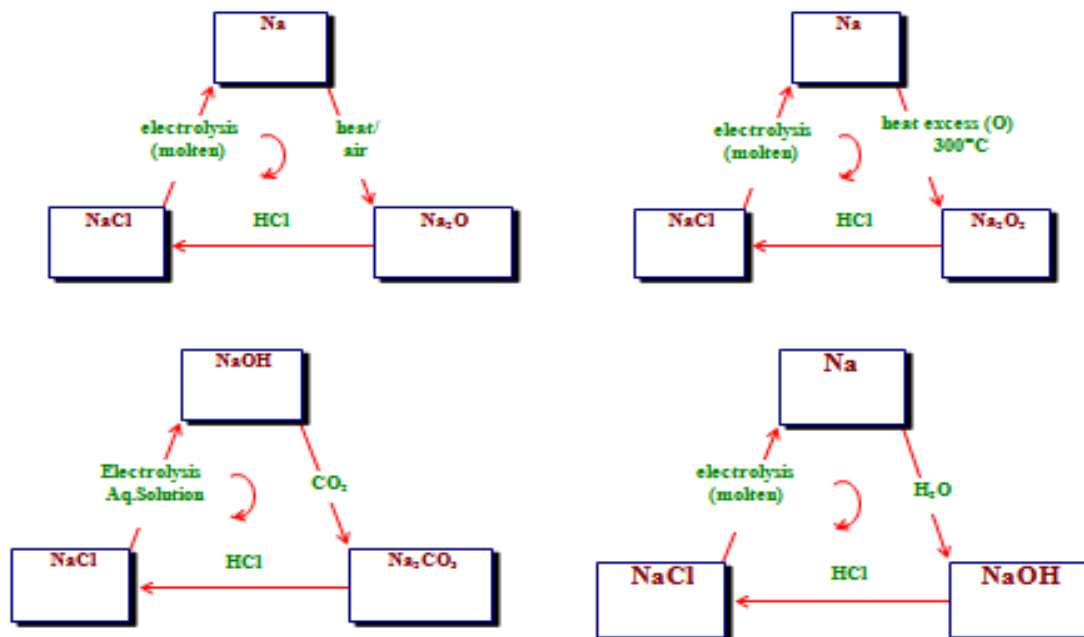 Na
electrolysis
(molten)
heat/
air
NaCl
HCl
Na₂O
Na
electrolysis
(molten)
heat excess (O)
300°C
NaCl
HCl
Na₂O₂
NaOH
Electrolysis
Aq.Solution
CO₂
NaCl
HCl
Na₂CO₃
Na
electrolysis
(molten)
H₂O
NaCl
HCl
NaOH